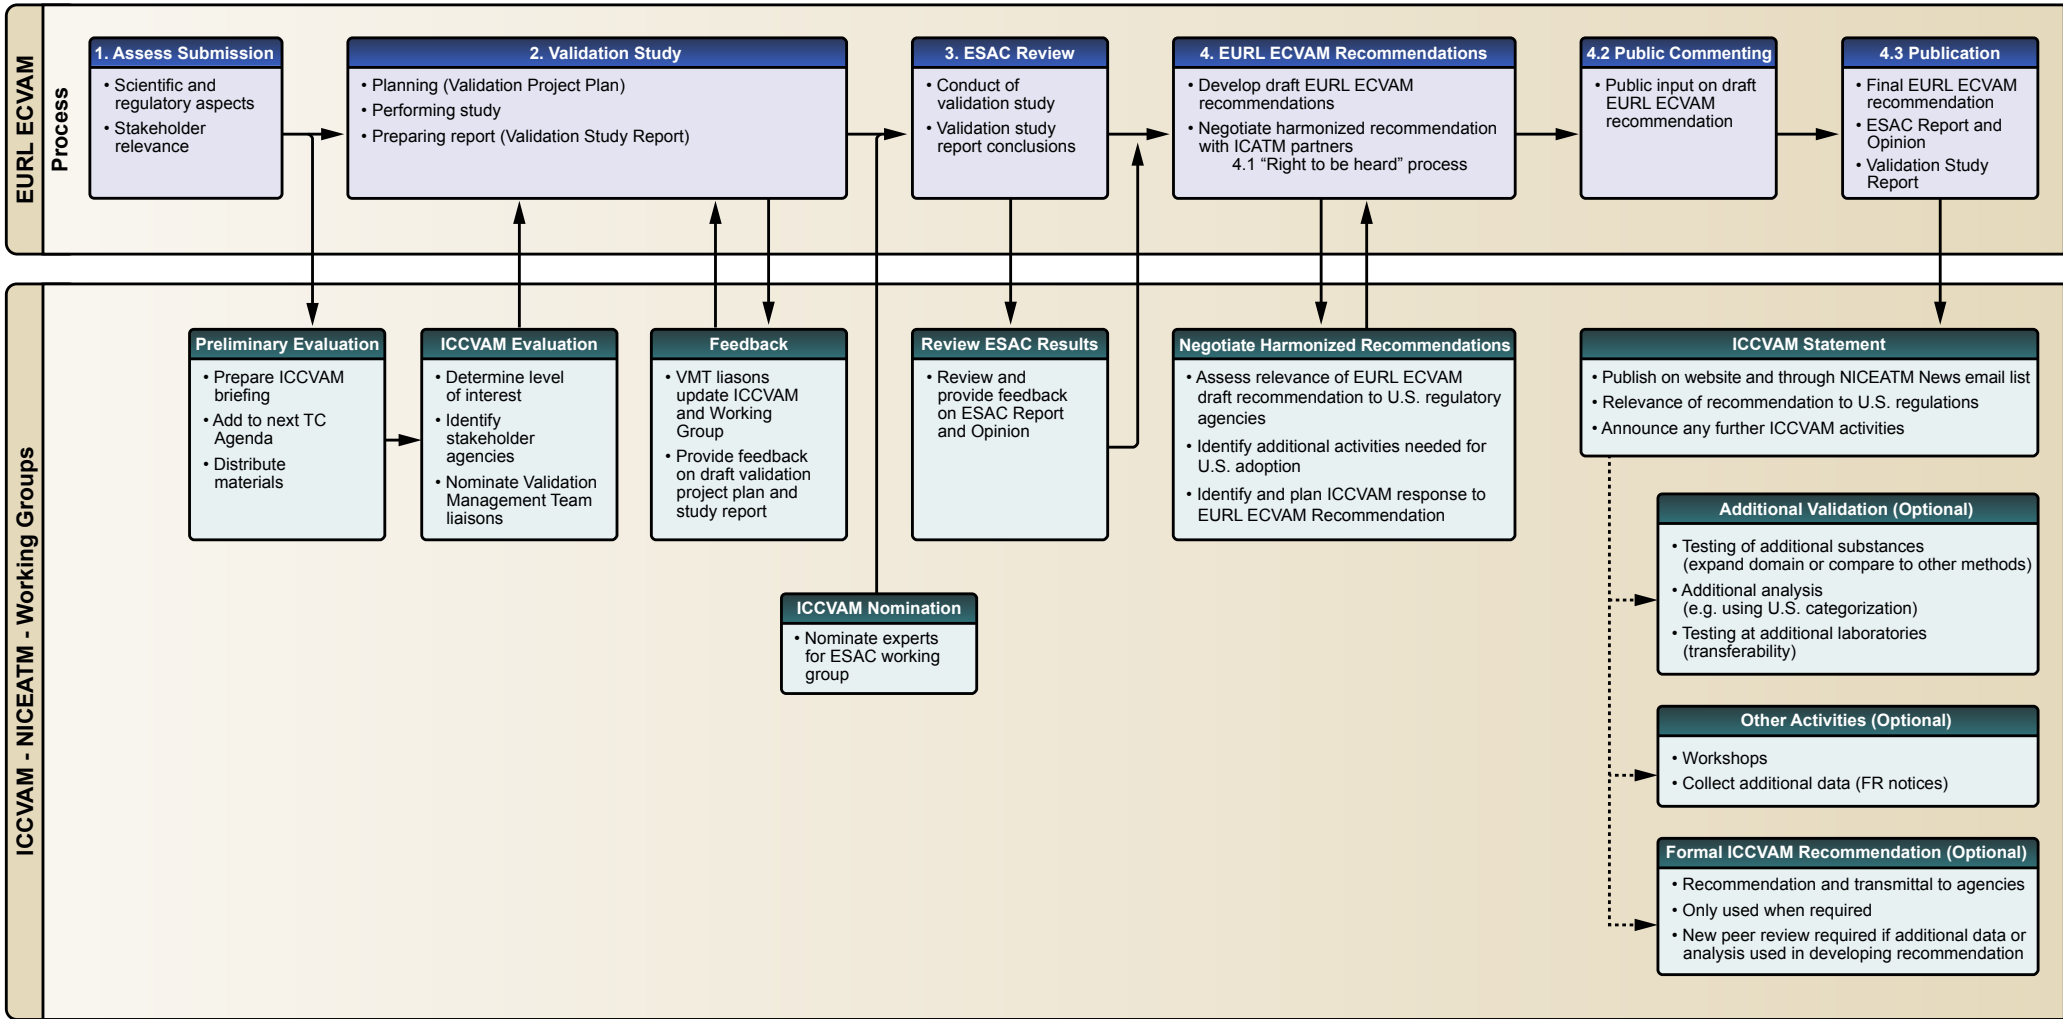 EURL ECVAM
Process
1. Assess Submission
• Scientific and
regulatory aspects
• Stakeholder
relevance
2. Validation Study
• Planning (Validation Project Plan)
• Performing study
• Preparing report (Validation Study Report)
3. ESAC Review
• Conduct of
validation study
• Validation study
report conclusions
4. EURL ECVAM Recommendations
• Develop draft EURL ECVAM
recommendations
• Negotiate harmonized recommendation
with ICATM partners
4.1 “Right to be heard” process
4.2 Public Commenting
• Public input on draft
EURL ECVAM
recommendation
4.3 Publication
• Final EURL ECVAM
recommendation
• ESAC Report and
Opinion
• Validation Study
Report
ICCVAM - NICEATM - Working Groups
Preliminary Evaluation
• Prepare ICCVAM
briefing
• Add to next TC
Agenda
• Distribute
materials
ICCVAM Evaluation
• Determine level
of interest
• Identify
stakeholder
agencies
• Nominate Validation
Management Team
liaisons
Feedback
• VMT liasons
update ICCVAM
and Working
Group
• Provide feedback
on draft validation
project plan and
study report
ICCVAM Nomination
• Nominate experts
for ESAC working
group
Review ESAC Results
• Review and
provide feedback
on ESAC Report
and Opinion
Negotiate Harmonized Recommendations
• Assess relevance of EURL ECVAM
draft recommendation to U.S. regulatory
agencies
• Identify additional activities needed for
U.S. adoption
• Identify and plan ICCVAM response to
EURL ECVAM Recommendation
ICCVAM Statement
• Publish on website and through NICEATM News email list
• Relevance of recommendation to U.S. regulations
• Announce any further ICCVAM activities
Additional Validation (Optional)
• Testing of additional substances
(expand domain or compare to other methods)
• Additional analysis
(e.g. using U.S. categorization)
• Testing at additional laboratories
(transferability)
Other Activities (Optional)
• Workshops
• Collect additional data (FR notices)
Formal ICCVAM Recommendation (Optional)
• Recommendation and transmittal to agencies
• Only used when required
• New peer review required if additional data or
analysis used in developing recommendation